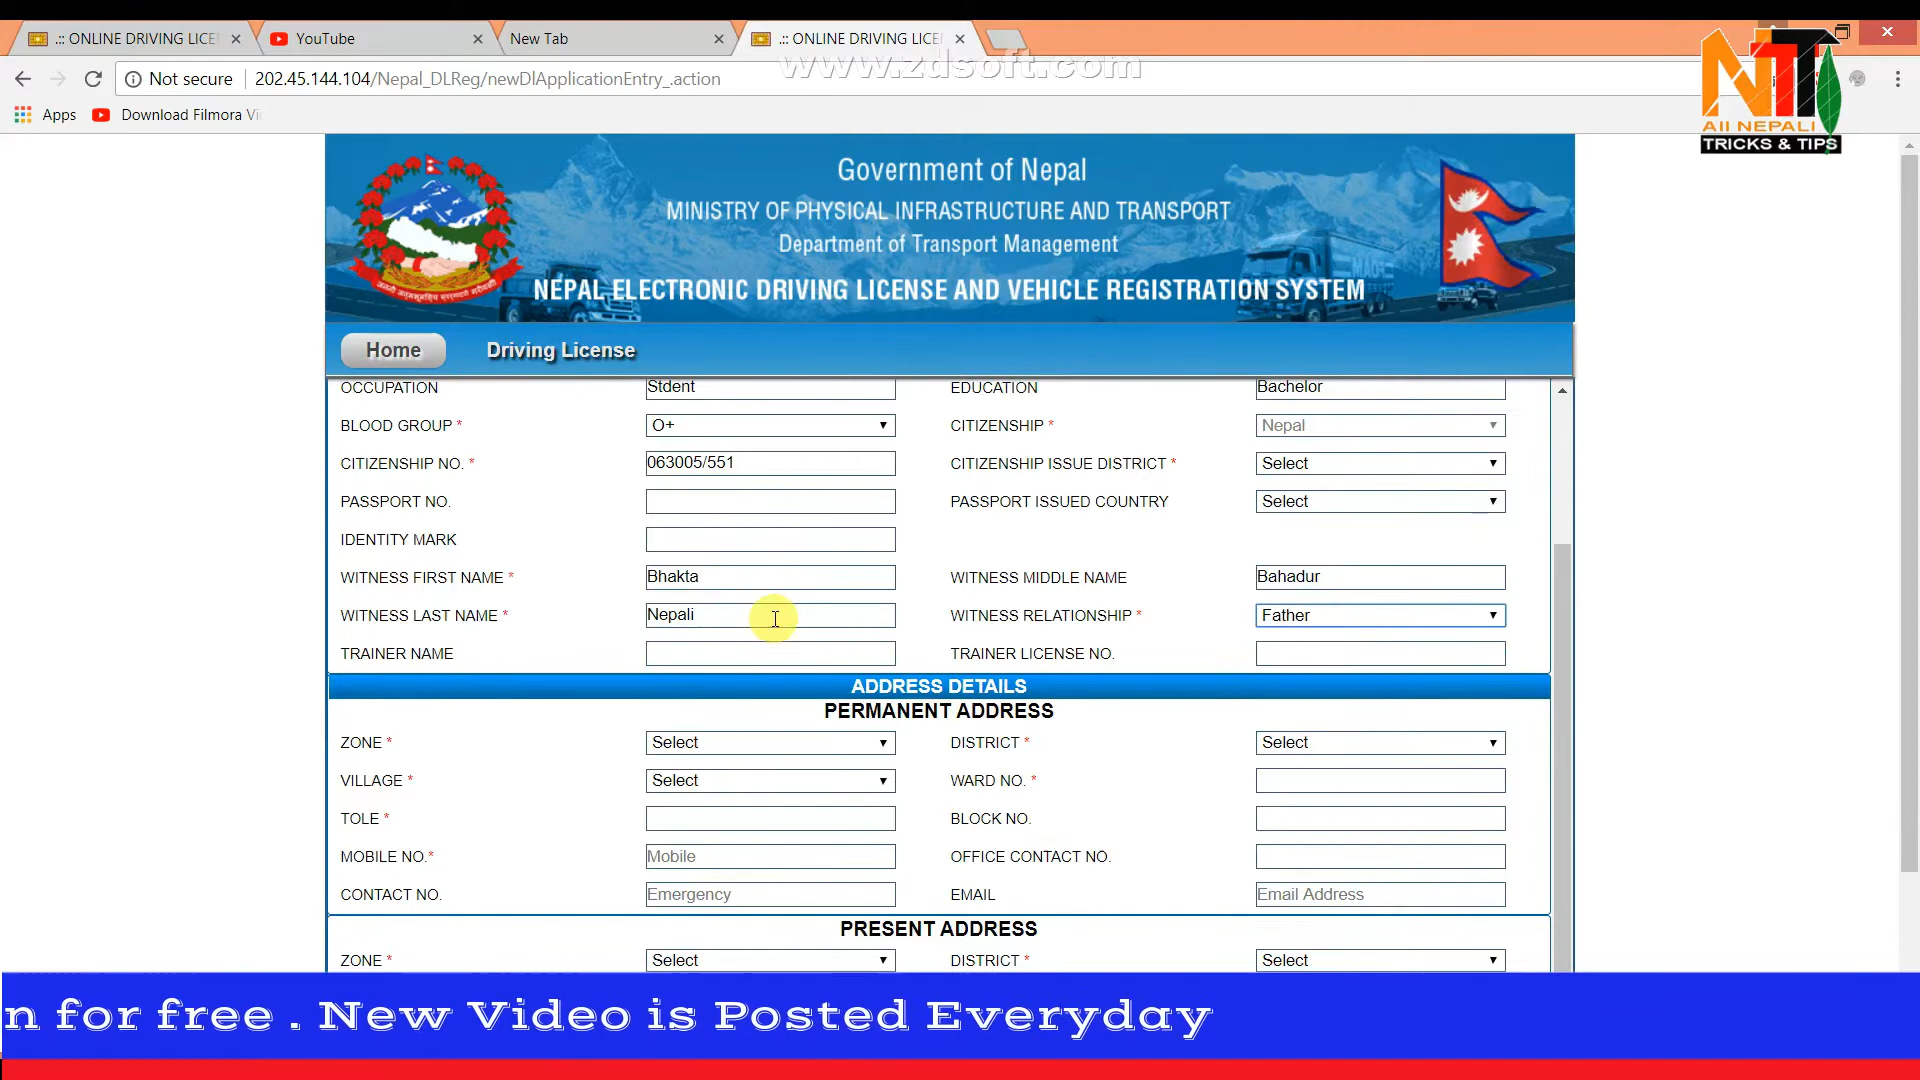 .:: ONLINE DRIVING LICE
YouTube
New Tab
.:: ONLINE DRIVING LICE
Not secure
202.45.144.104/Nepal_DLReg/newDlApplicationEntry_.action
www.zdsoft.com
Apps
Download Filmora Vi
NTT
All NEPALI
TRICKS & TIPS
Government of Nepal
MINISTRY OF PHYSICAL INFRASTRUCTURE AND TRANSPORT
Department of Transport Management
NEPAL ELECTRONIC DRIVING LICENSE AND VEHICLE REGISTRATION SYSTEM
Home
Driving License
OCCUPATION Stdent EDUCATION Bachelor
BLOOD GROUP * O+ CITIZENSHIP * Nepal
CITIZENSHIP NO. * 063005/551 CITIZENSHIP ISSUE DISTRICT * Select
PASSPORT NO. PASSPORT ISSUED COUNTRY Select
IDENTITY MARK
WITNESS FIRST NAME * Bhakta WITNESS MIDDLE NAME Bahadur
WITNESS LAST NAME * Nepali WITNESS RELATIONSHIP * Father
TRAINER NAME TRAINER LICENSE NO.
ADDRESS DETAILS
PERMANENT ADDRESS
ZONE * Select DISTRICT * Select
VILLAGE * Select WARD NO. *
TOLE * BLOCK NO.
MOBILE NO.* Mobile OFFICE CONTACT NO.
CONTACT NO. Emergency EMAIL Email Address
PRESENT ADDRESS
ZONE * Select DISTRICT * Select
n for free . New Video is Posted Everyday